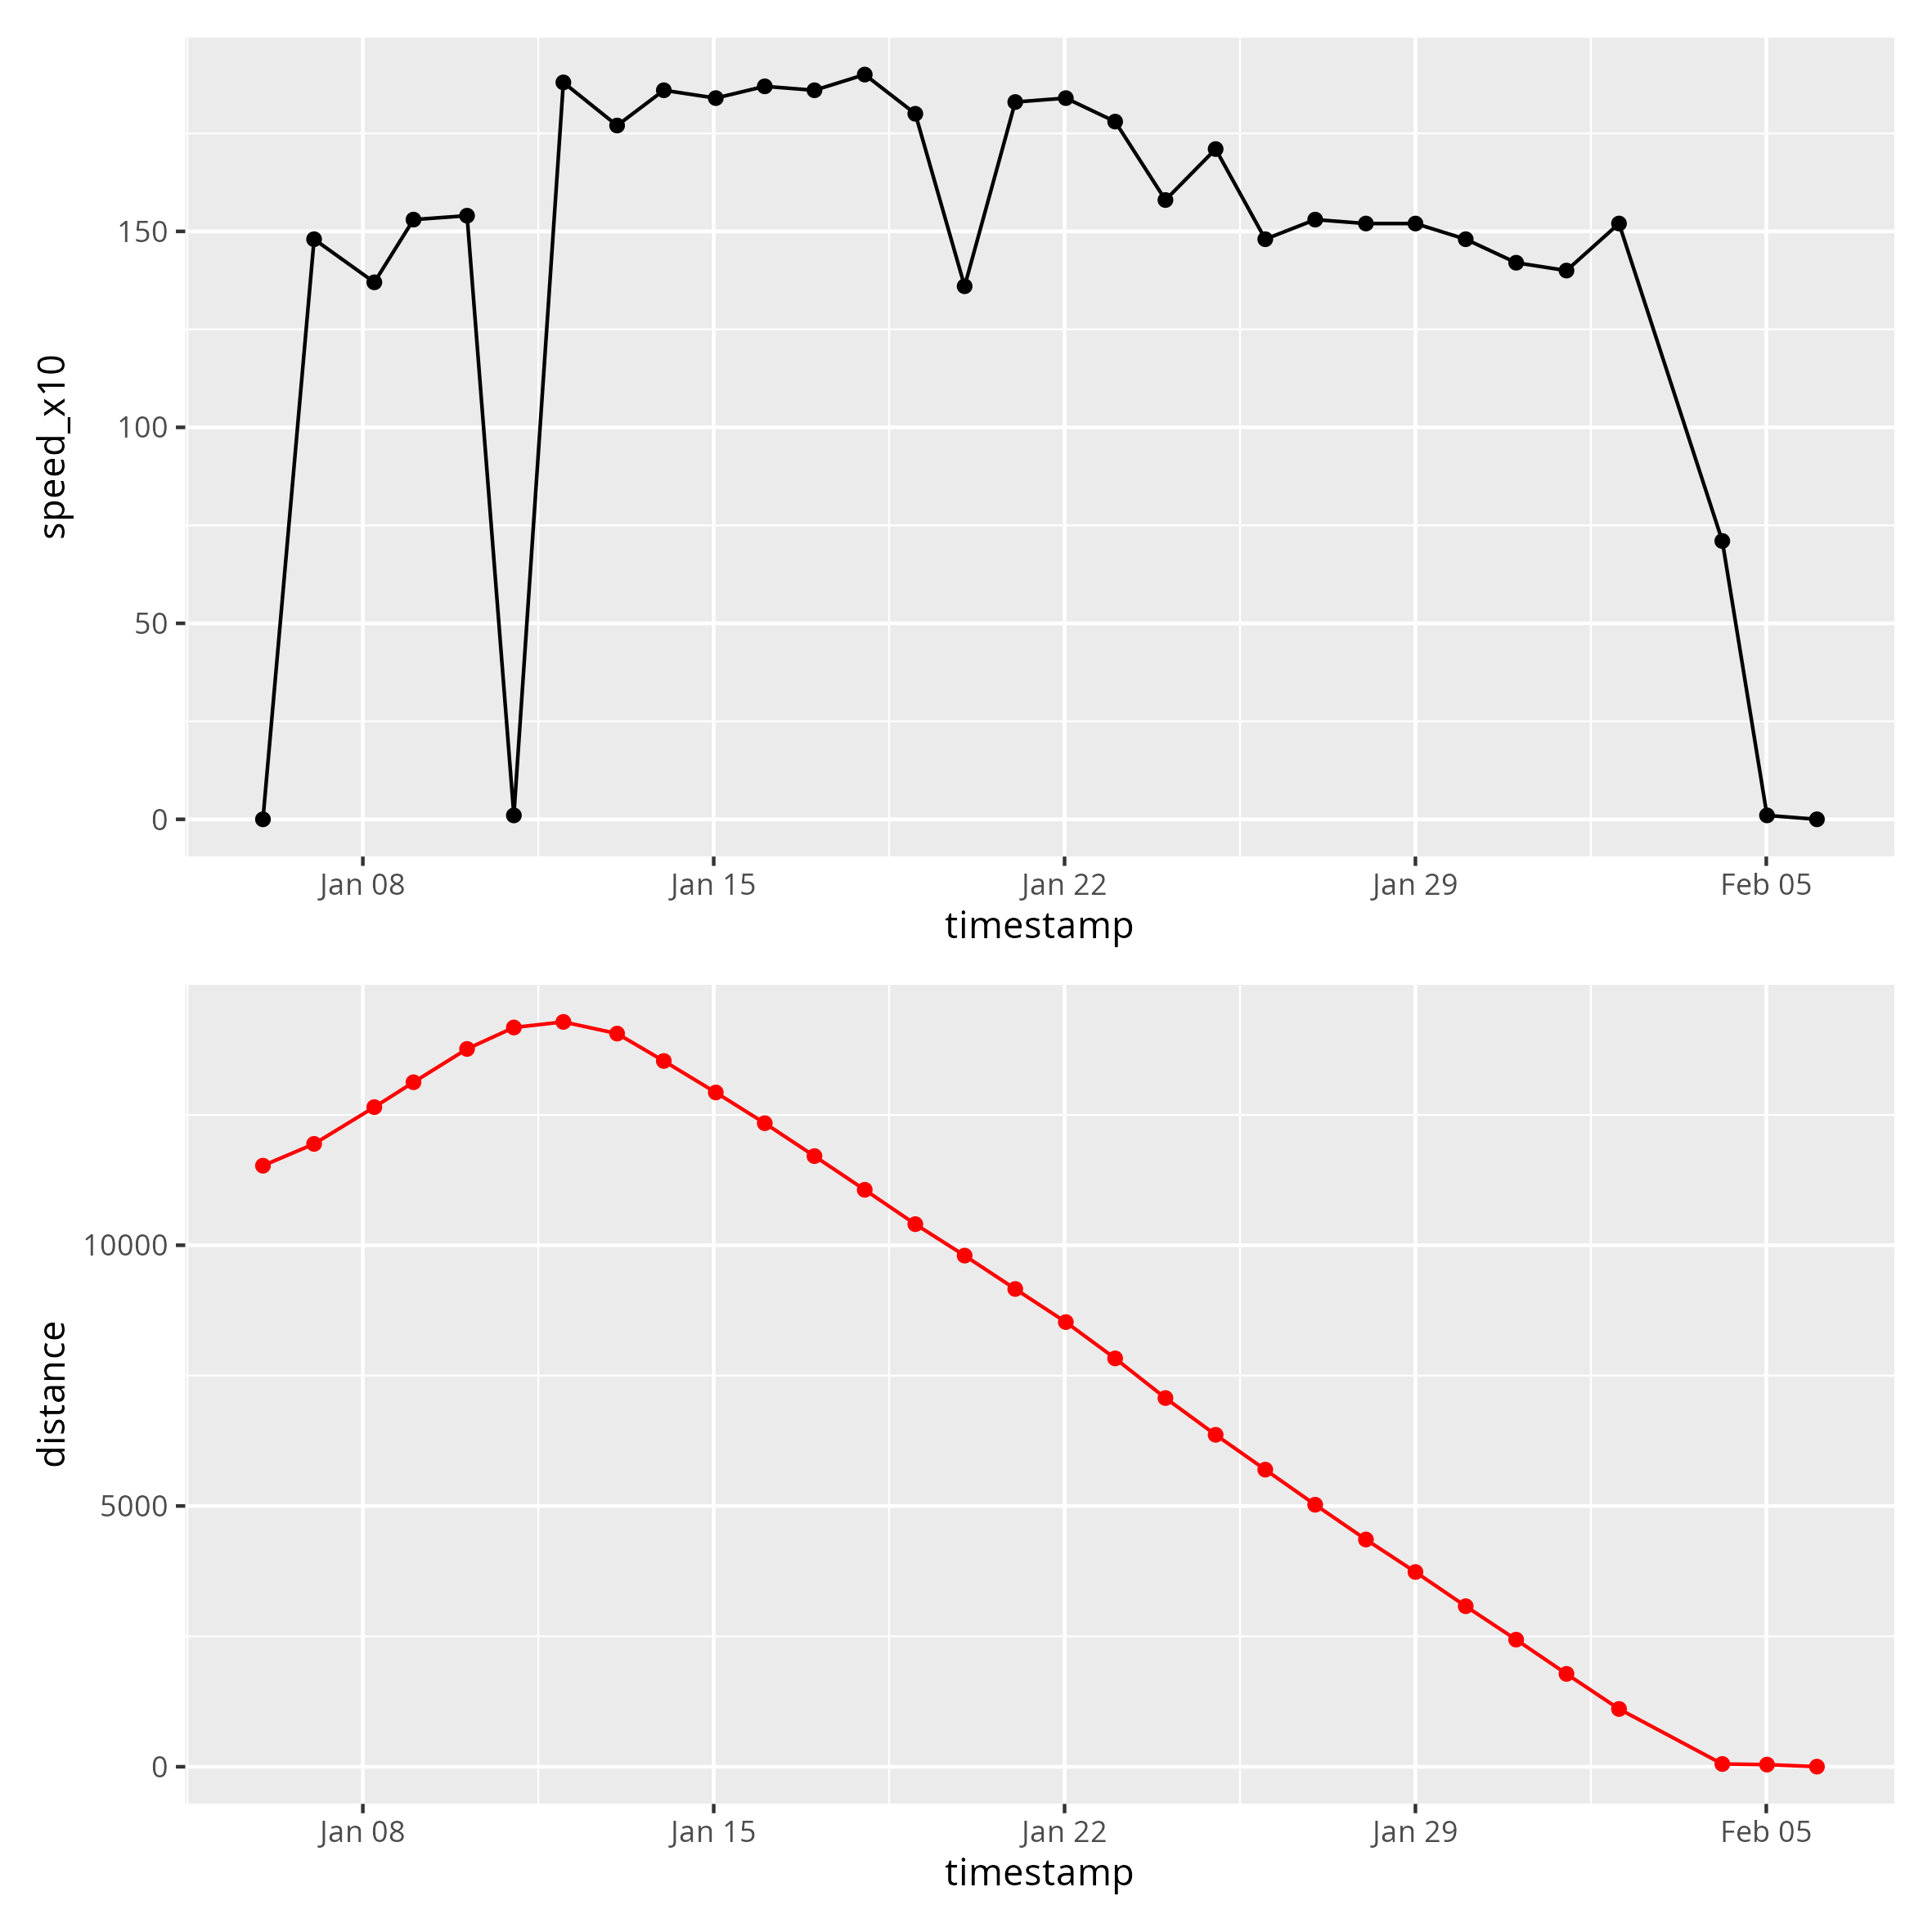 speed_x10
150
100
50
0
Jan 08 Jan 15 Jan 22 Jan 29 Feb 05
timestamp
distance
10000
5000
0
Jan 08 Jan 15 Jan 22 Jan 29 Feb 05
timestamp